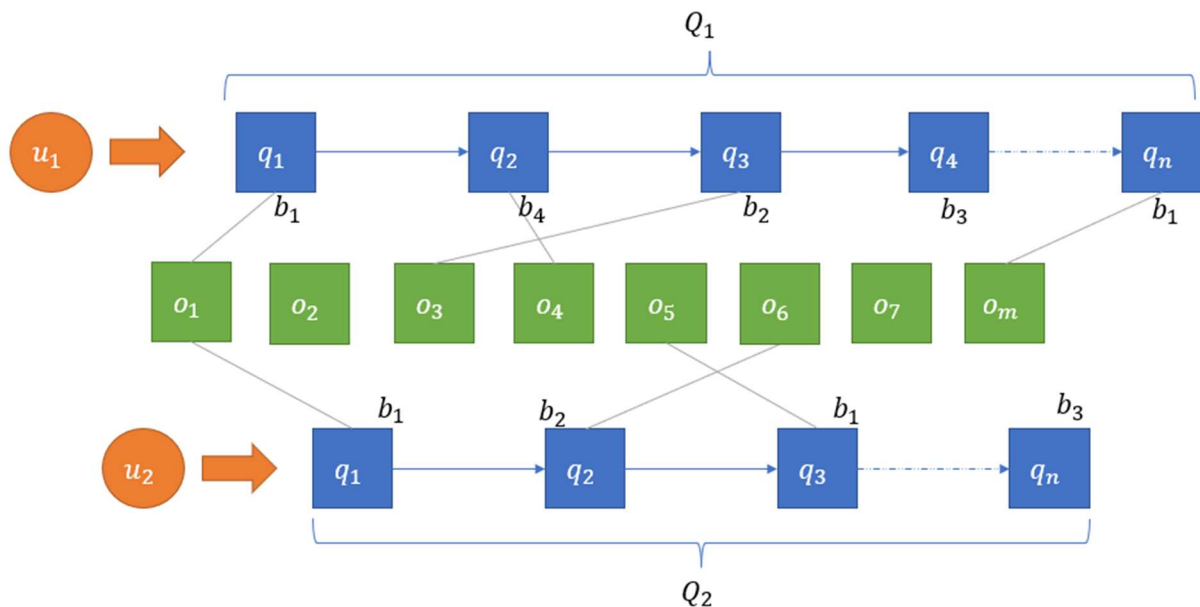 Q₁
u₁ q₁ q₂ q₃ q₄ qₙ
b₁ b₄ b₂ b₃ b₁
o₁ o₂ o₃ o₄ o₅ o₆ o₇ oₘ
b₁ b₂ b₁ b₃
u₂ q₁ q₂ q₃ qₙ
Q₂